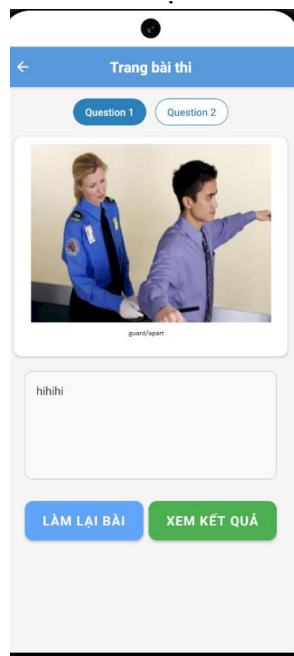 Trang bài thi
Question 1
Question 2
guard/apart
hihihi
LÀM LẠI BÀI
XEM KẾT QUẢ